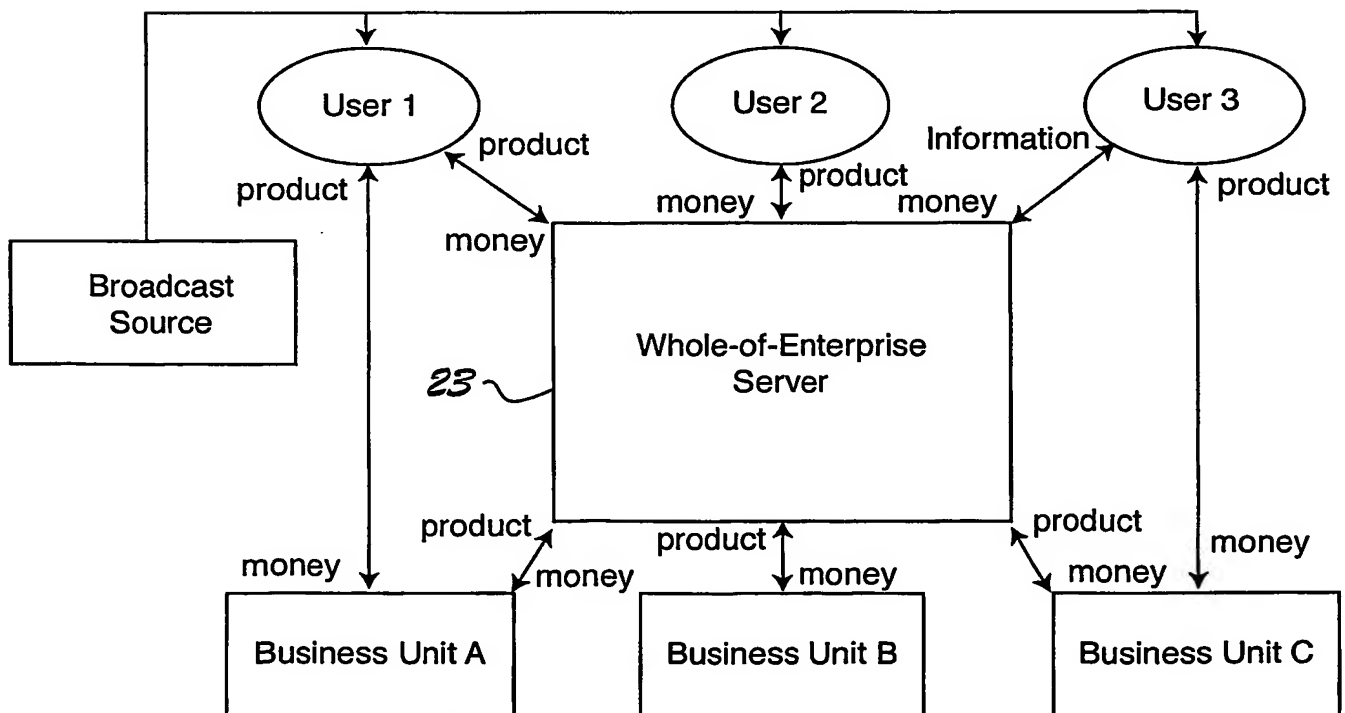 User 1
User 2
User 3
product
Information
product
product
product
money
money
money
Broadcast
Source
Whole-of-Enterprise
Server
23
product
product
product
money
money
money
money
money
Business Unit A
Business Unit B
Business Unit C